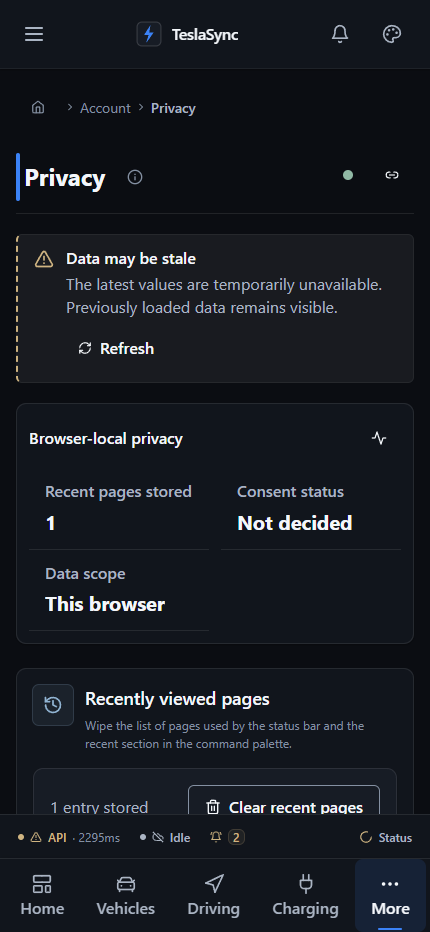 TeslaSync
Account
Privacy
Privacy
Data may be stale
The latest values are temporarily unavailable.
Previously loaded data remains visible.
Refresh
Browser-local privacy
Recent pages stored
1
Consent status
Not decided
Data scope
This browser
Recently viewed pages
Wipe the list of pages used by the status bar and the
recent section in the command palette.
1 entry stored
Clear recent pages
API · 2295ms
Idle
2
Status
Home
Vehicles
Driving
Charging
More